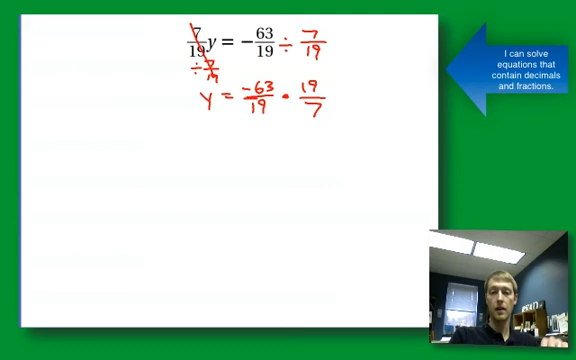 7/19 y = -63/19 ÷ 7/19
÷ 7/19
y = -63/19 · 19/7
I can solve
equations that
contain decimals
and fractions.
READ